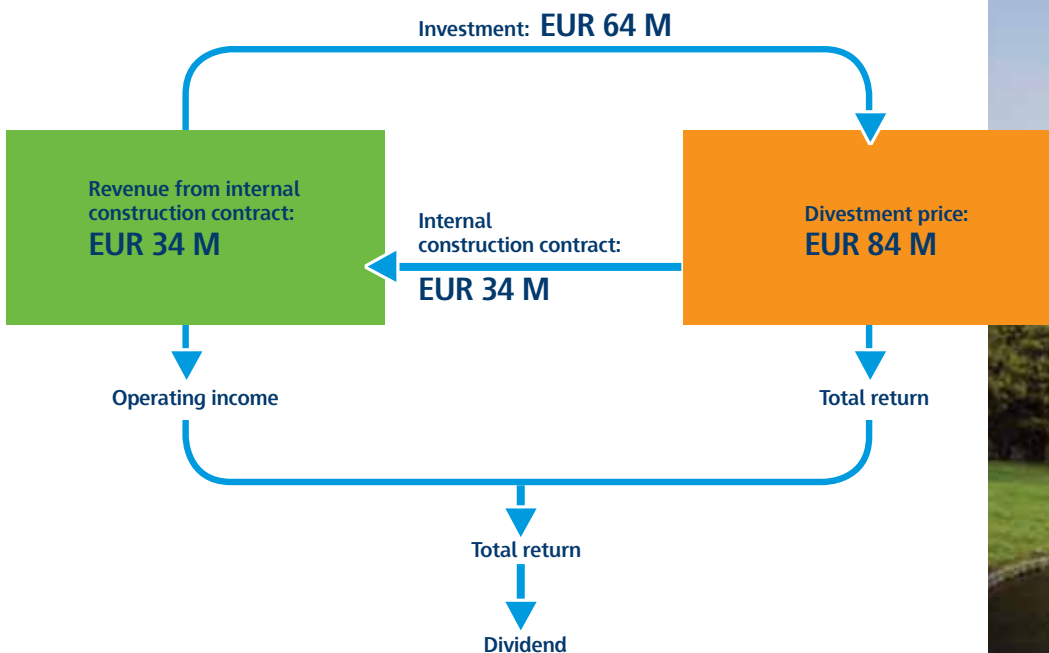 Investment: EUR 64 M
Revenue from internal
construction contract:
EUR 34 M
Internal
construction contract:
EUR 34 M
Divestment price:
EUR 84 M
Operating income
Total return
Total return
Dividend